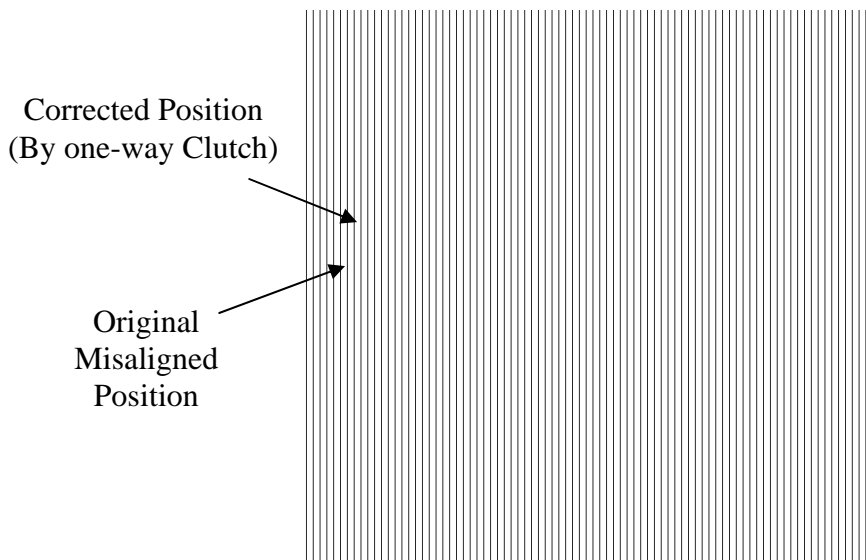 Corrected Position
(By one-way Clutch)
Original
Misaligned
Position